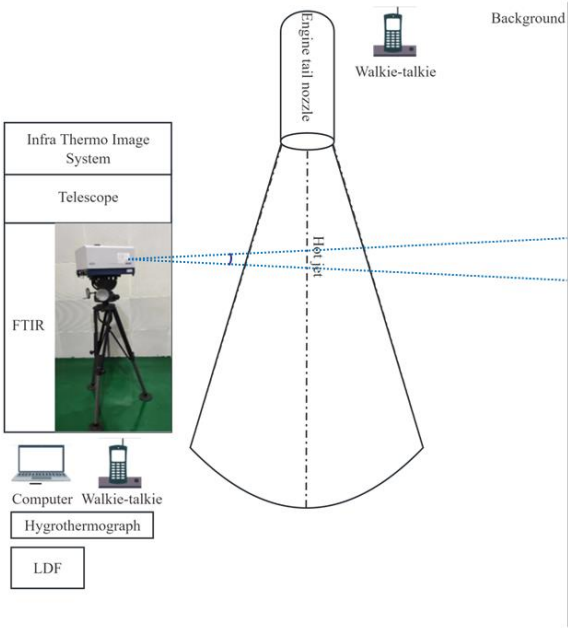 Background
Engine tail nozzle
Walkie-talkie
Infra Thermo Image
System
Telescope
Hot jet
FTIR
Computer
Walkie-talkie
Hygrothermograph
LDF